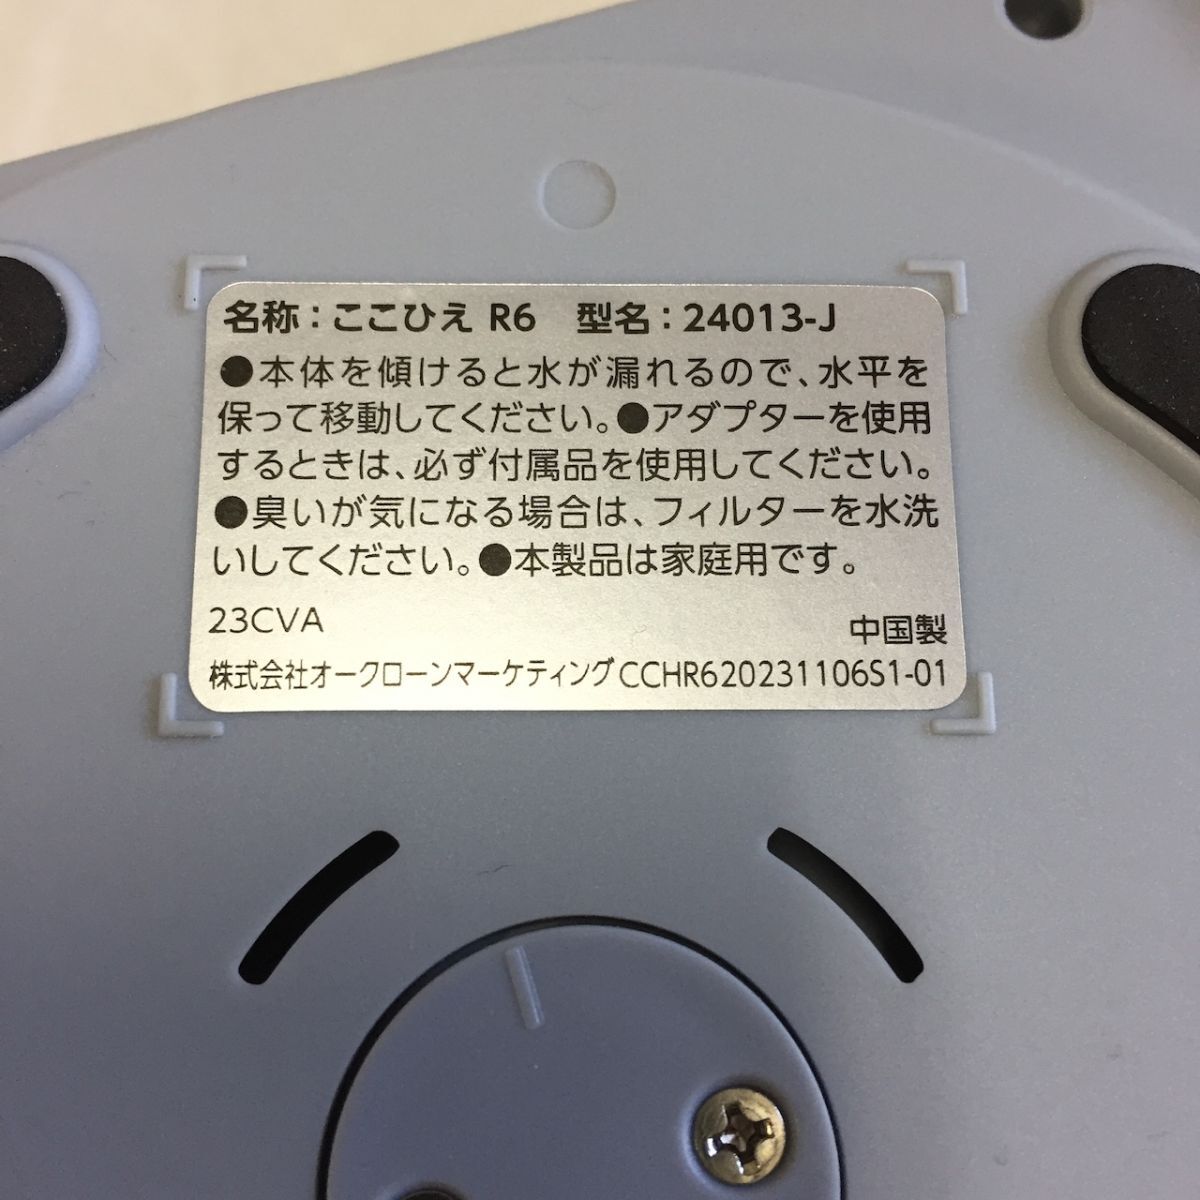 名称：ここひえ R6　型名：24013-J
●本体を傾けると水が漏れるので、水平を
保って移動してください。●アダプターを使用
するときは、必ず付属品を使用してください。
●臭いが気になる場合は、フィルターを水洗
いしてください。●本製品は家庭用です。
23CVA
中国製
株式会社オークローンマーケティング CCHR620231106S1-01